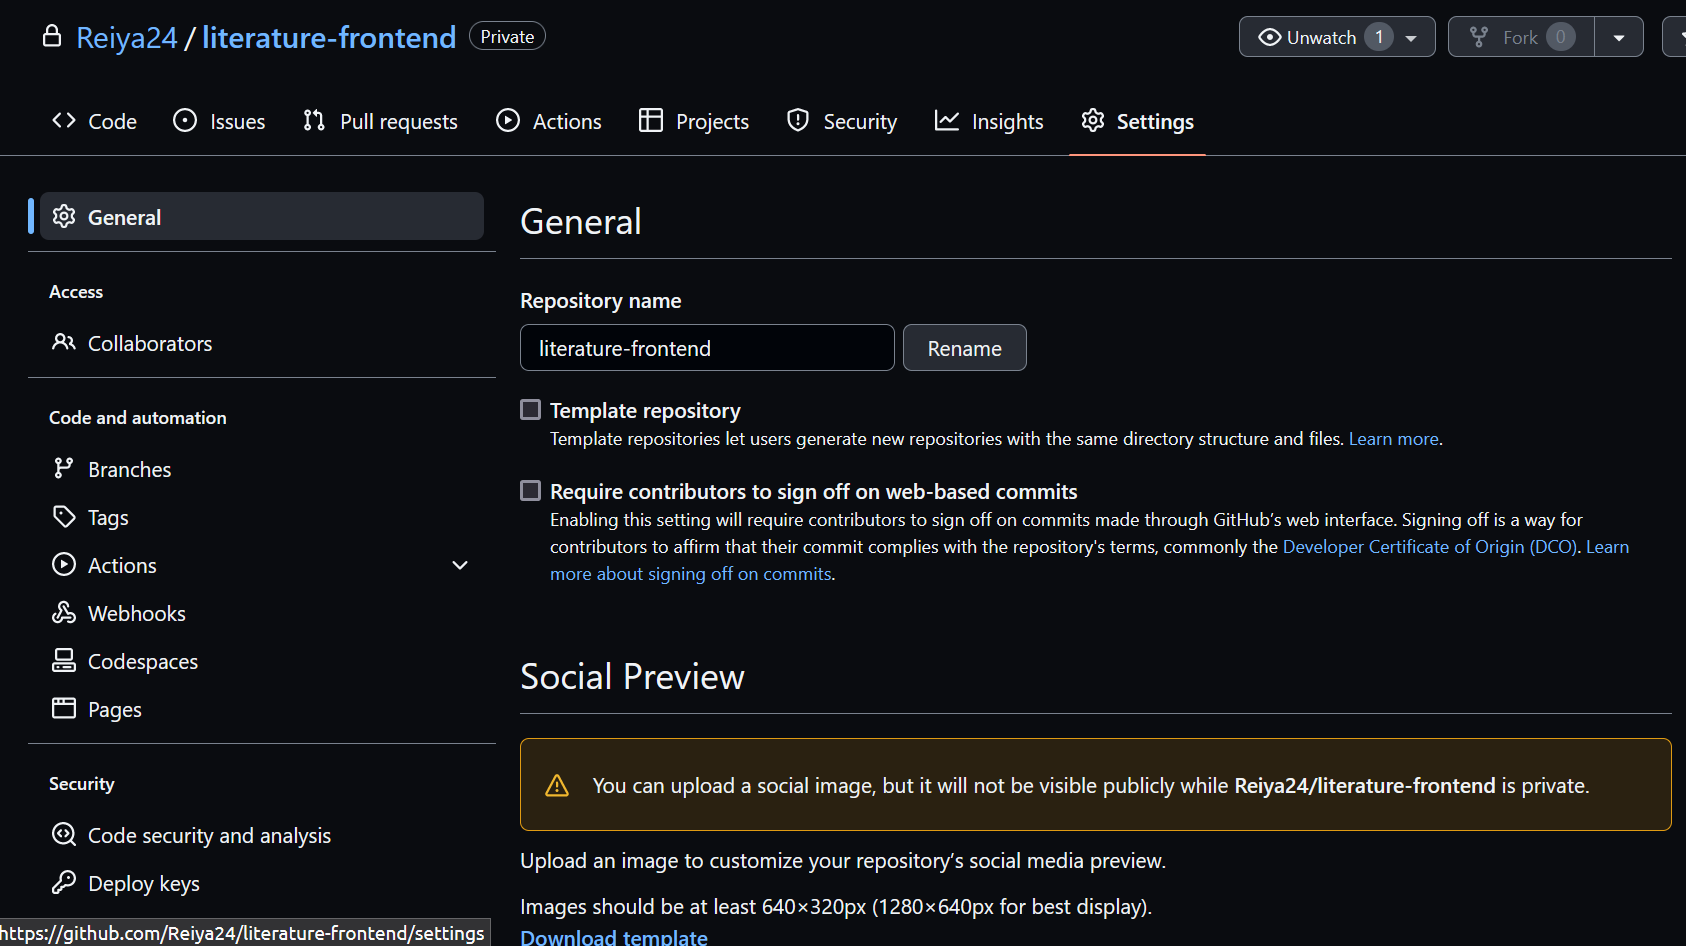 Reiya24 / literature-frontend Private
Unwatch 1
Fork 0
Code Issues Pull requests Actions Projects Security Insights Settings
General
Access
Collaborators
Code and automation
Branches
Tags
Actions
Webhooks
Codespaces
Pages
Security
Code security and analysis
Deploy keys
https://github.com/Reiya24/literature-frontend/settings
General
Repository name
literature-frontend Rename
Template repository
Template repositories let users generate new repositories with the same directory structure and files. Learn more.
Require contributors to sign off on web-based commits
Enabling this setting will require contributors to sign off on commits made through GitHub’s web interface. Signing off is a way for
contributors to affirm that their commit complies with the repository's terms, commonly the Developer Certificate of Origin (DCO). Learn
more about signing off on commits.
Social Preview
You can upload a social image, but it will not be visible publicly while Reiya24/literature-frontend is private.
Upload an image to customize your repository’s social media preview.
Images should be at least 640×320px (1280×640px for best display).
Download template